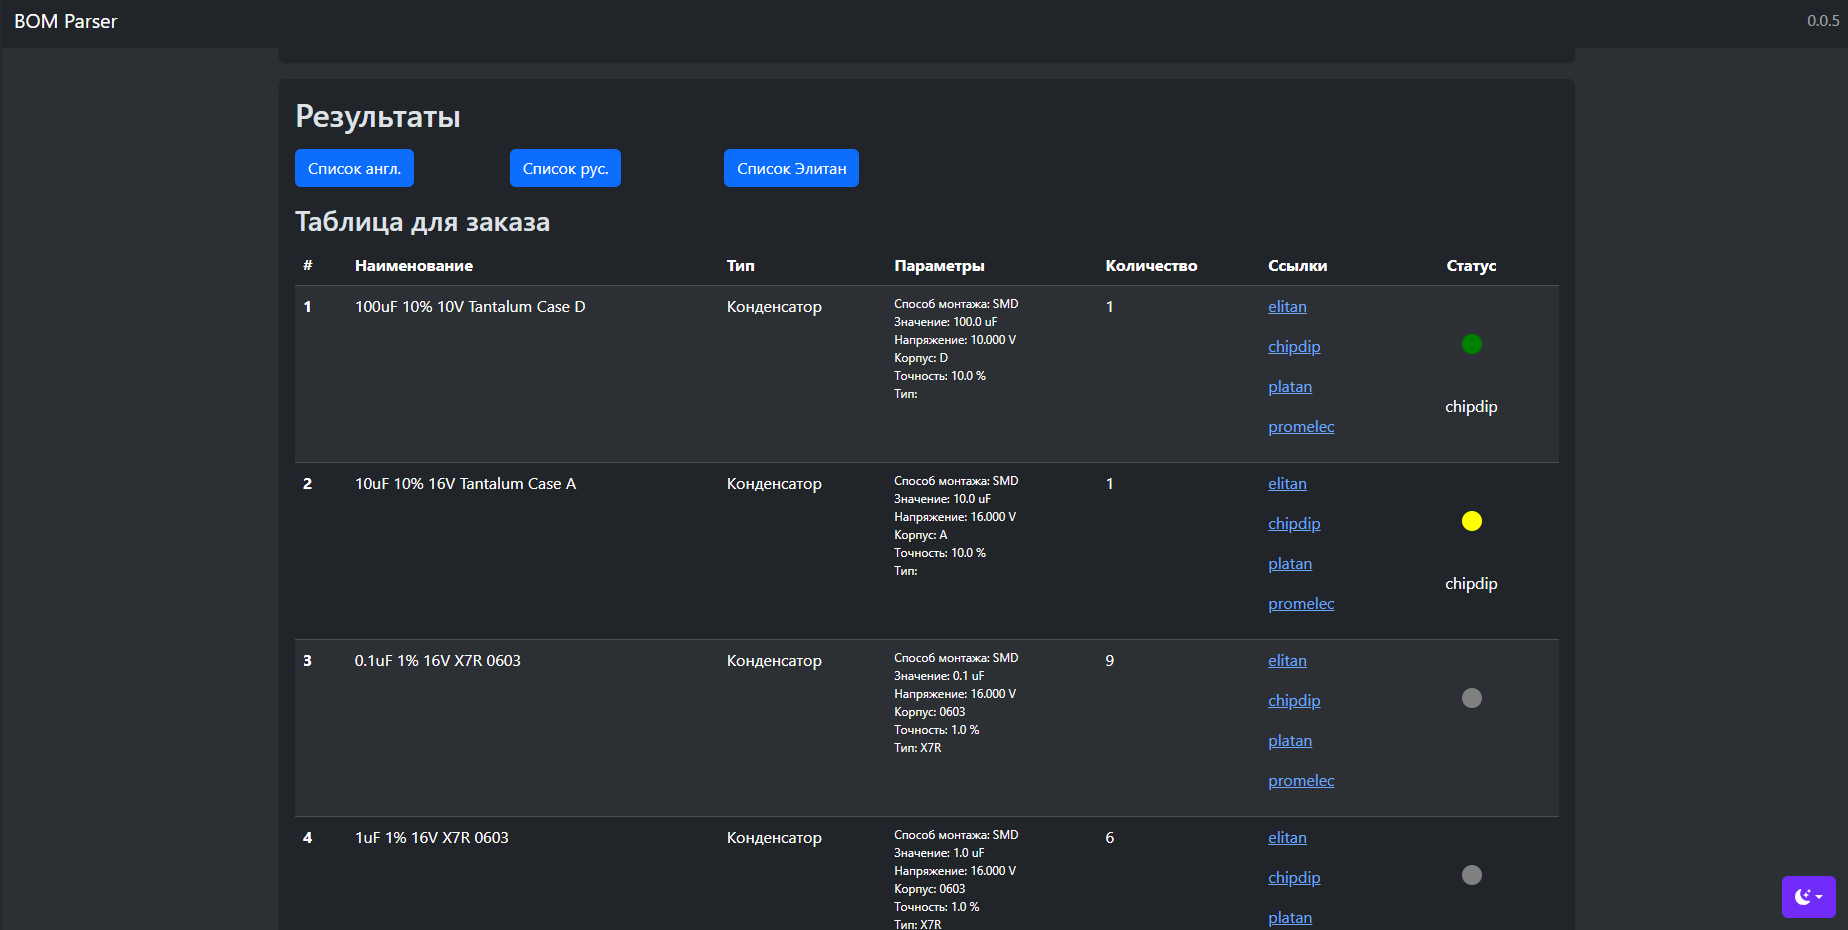 BOM Parser
0.0.5
Результаты
Список англ.
Список рус.
Список Элитан
Таблица для заказа
# Наименование Тип Параметры Количество Ссылки Статус
1 100uF 10% 10V Tantalum Case D Конденсатор
Способ монтажа: SMD
Значение: 100.0 uF
Напряжение: 10.000 V
Корпус: D
Точность: 10.0 %
Тип:
1
elitan
chipdip
platan
promelec
chipdip
2 10uF 10% 16V Tantalum Case A Конденсатор
Способ монтажа: SMD
Значение: 10.0 uF
Напряжение: 16.000 V
Корпус: A
Точность: 10.0 %
Тип:
1
elitan
chipdip
platan
promelec
chipdip
3 0.1uF 1% 16V X7R 0603 Конденсатор
Способ монтажа: SMD
Значение: 0.1 uF
Напряжение: 16.000 V
Корпус: 0603
Точность: 1.0 %
Тип: X7R
9
elitan
chipdip
platan
promelec
4 1uF 1% 16V X7R 0603 Конденсатор
Способ монтажа: SMD
Значение: 1.0 uF
Напряжение: 16.000 V
Корпус: 0603
Точность: 1.0 %
Тип: X7R
6
elitan
chipdip
platan